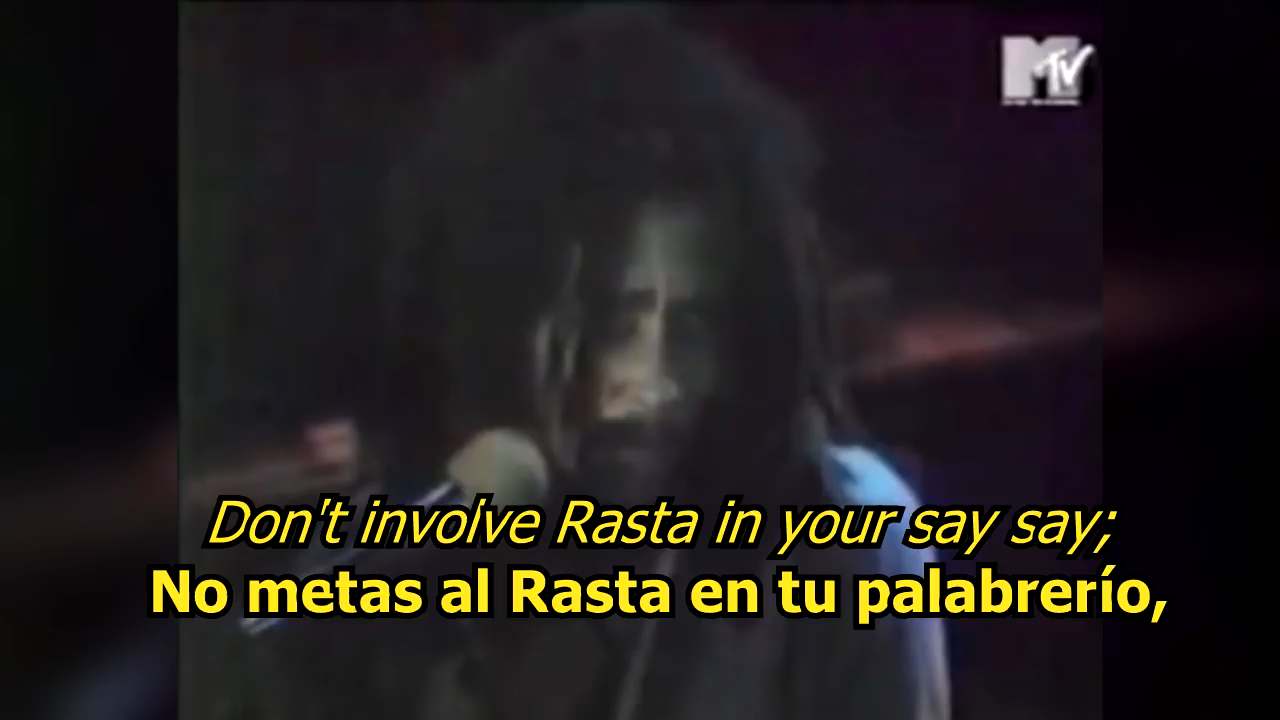 MTV
Don't involve Rasta in your say say;
No metas al Rasta en tu palabrerío,